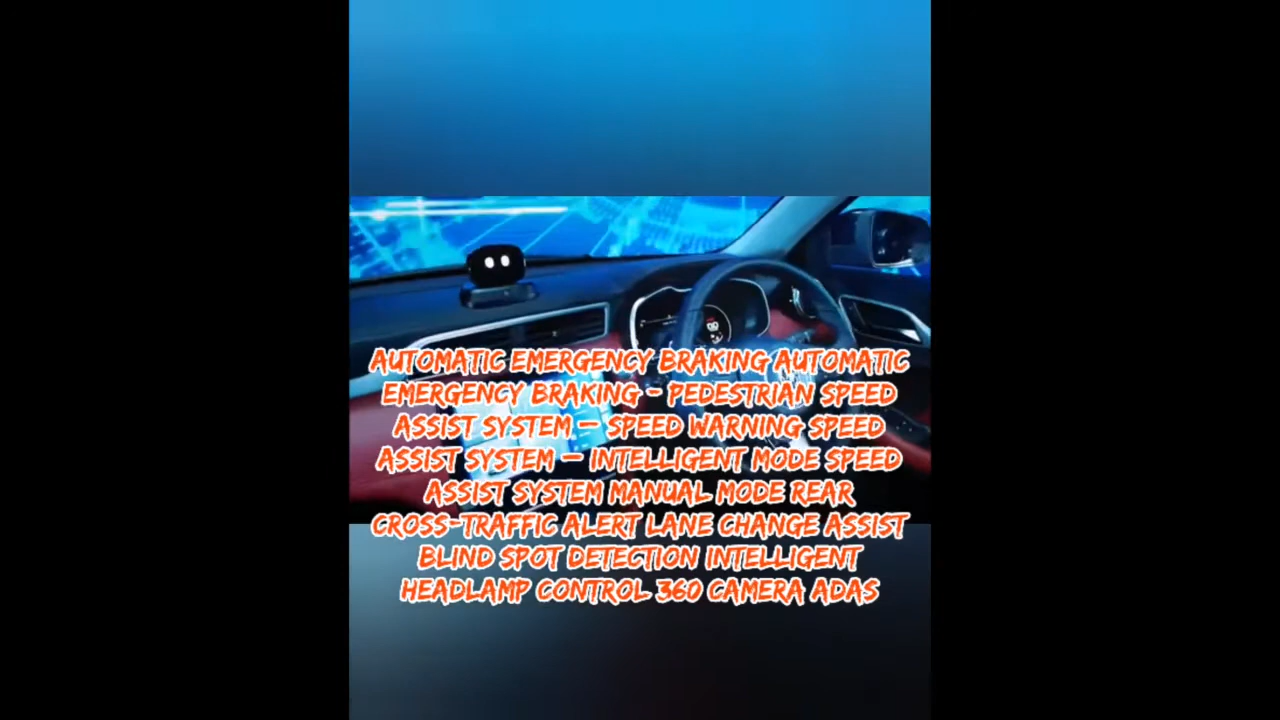 AUTOMATIC EMERGENCY BRAKING AUTOMATIC
EMERGENCY BRAKING - PEDESTRIAN SPEED
ASSIST SYSTEM – SPEED WARNING SPEED
ASSIST SYSTEM – INTELLIGENT MODE SPEED
ASSIST SYSTEM MANUAL MODE REAR
CROSS-TRAFFIC ALERT LANE CHANGE ASSIST
BLIND SPOT DETECTION INTELLIGENT
HEADLAMP CONTROL 360 CAMERA ADAS